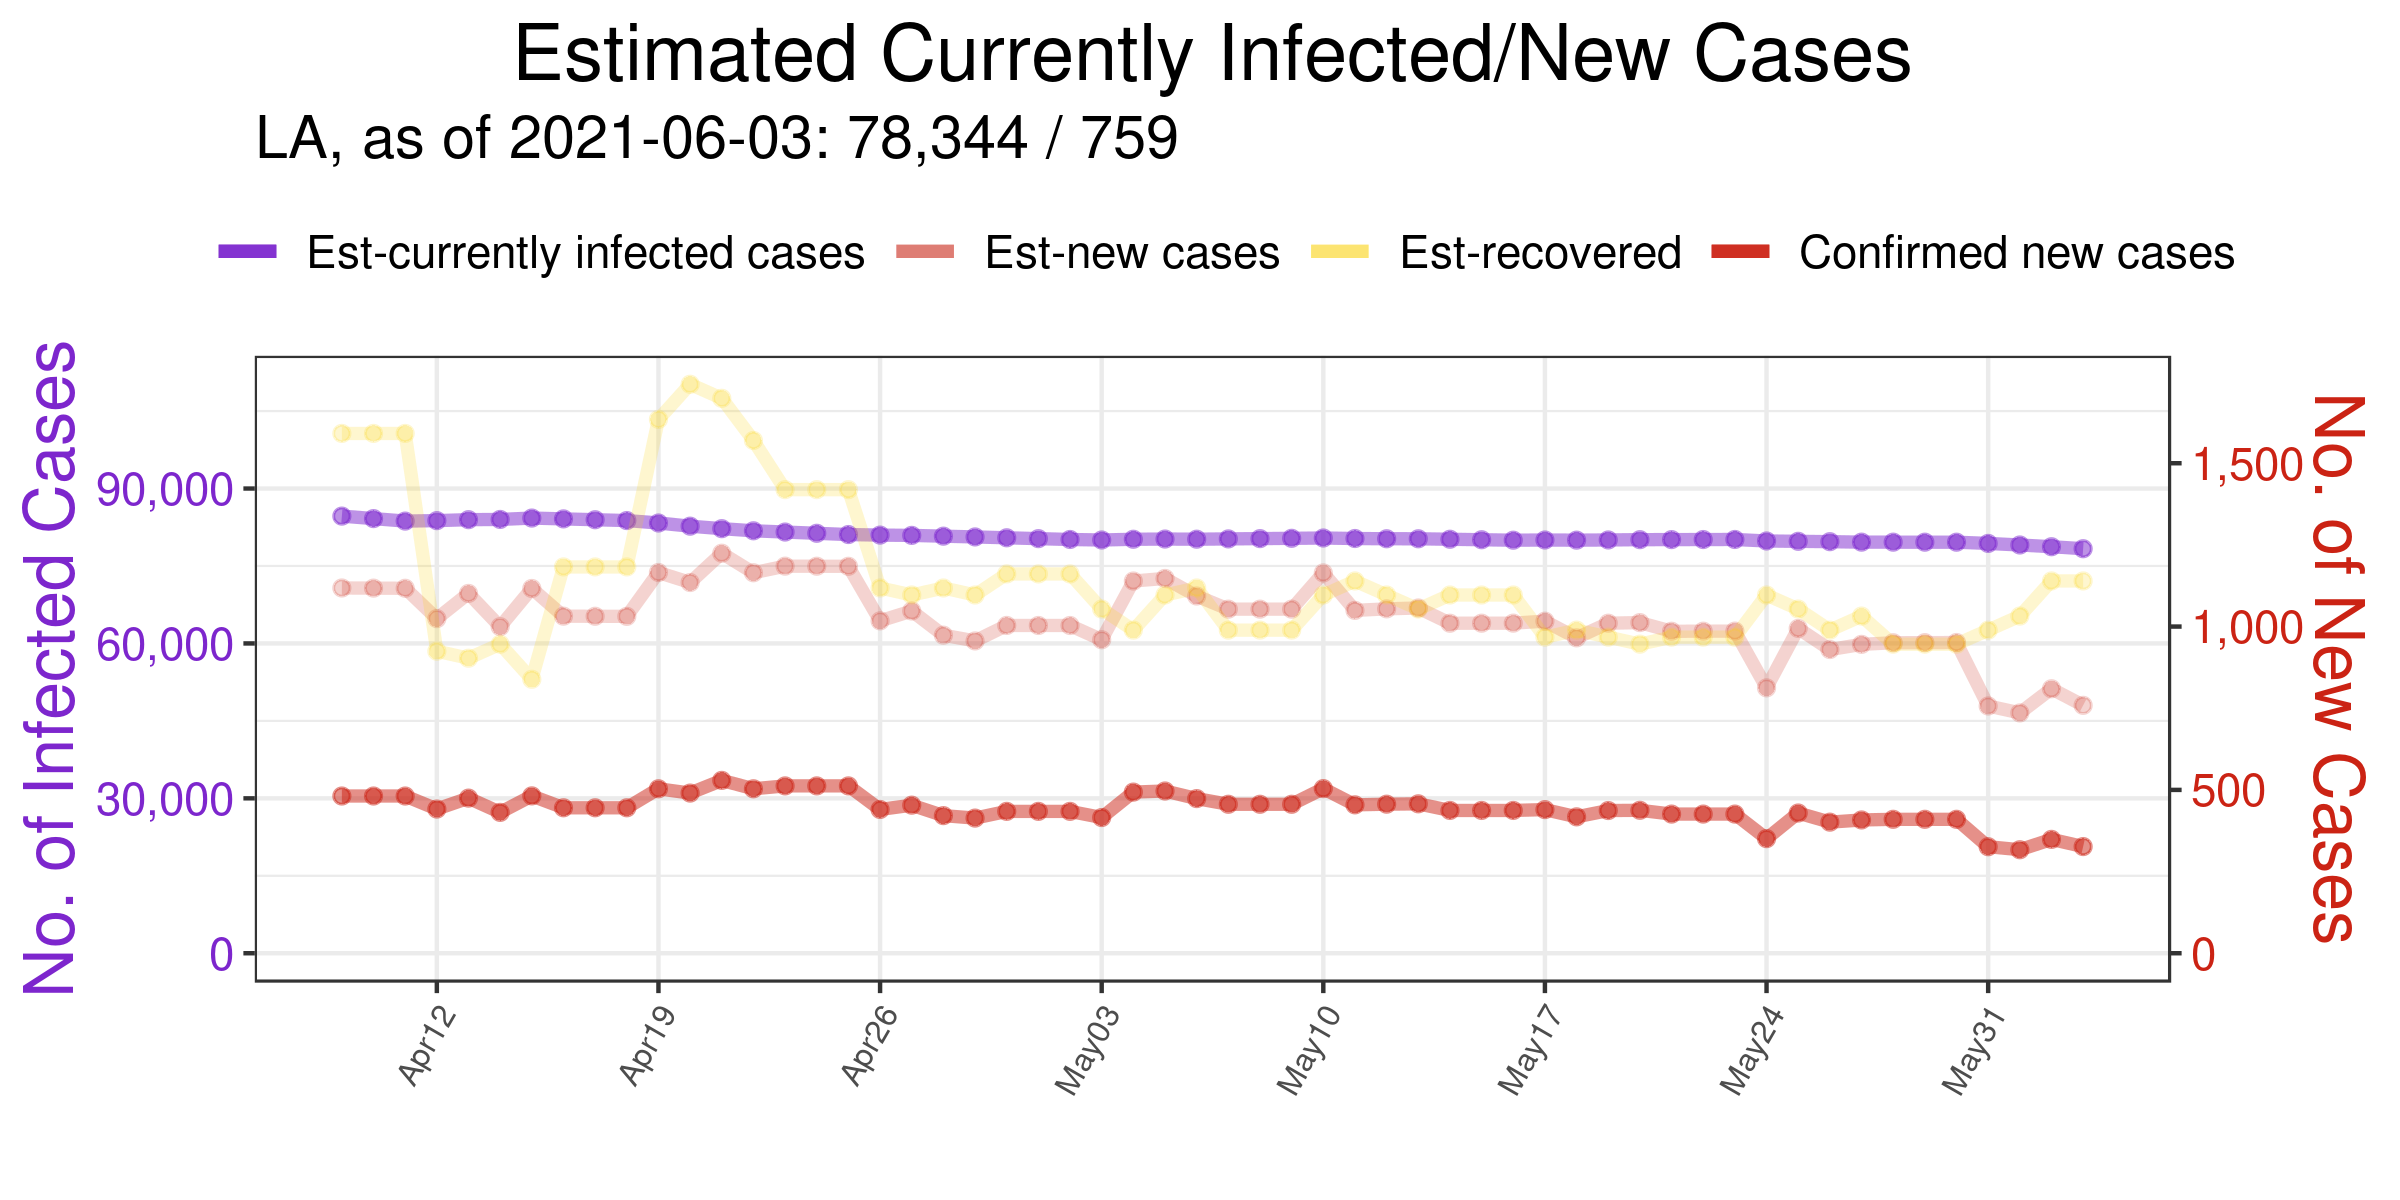 Estimated Currently Infected/New Cases
LA, as of 2021-06-03: 78,344 / 759
Est-currently infected cases Est-new cases Est-recovered Confirmed new cases
No. of Infected Cases
90,000
60,000
30,000
0
1,500
1,000
500
0
No. of New Cases
Apr12 Apr19 Apr26 May03 May10 May17 May24 May31